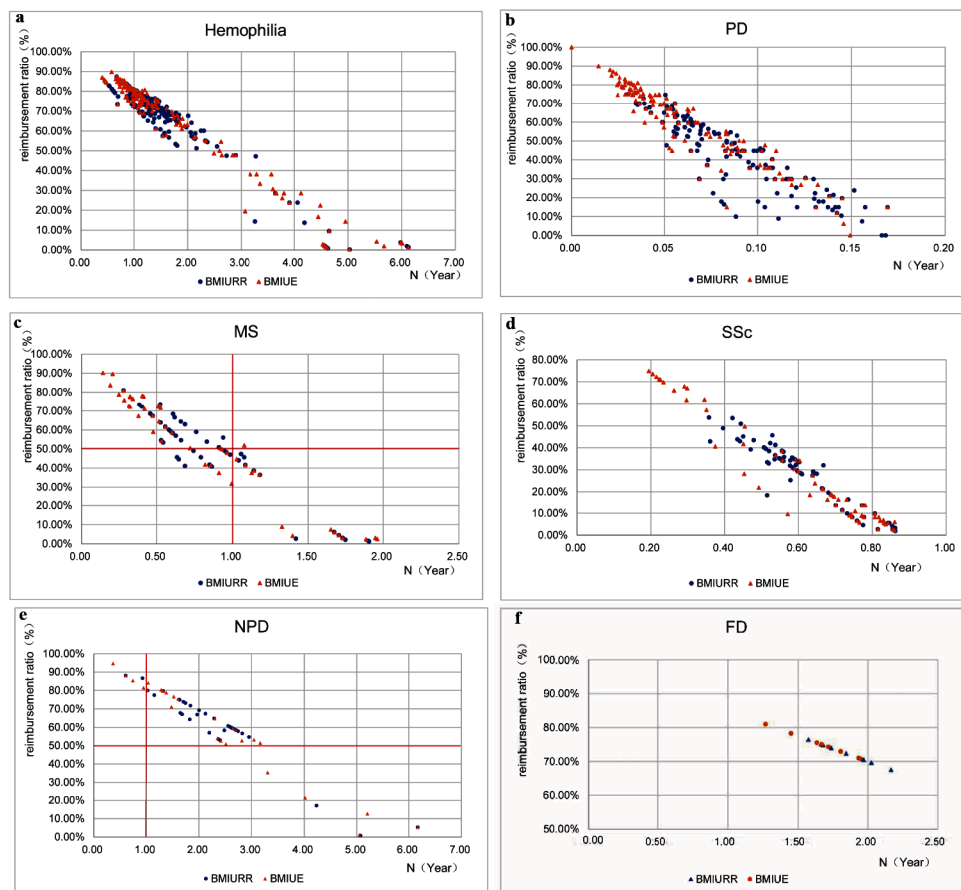 a
Hemophilia
reimbursement ratio (%)
100.00%
90.00%
80.00%
70.00%
60.00%
50.00%
40.00%
30.00%
20.00%
10.00%
0.00%
0.00 1.00 2.00 3.00 4.00 5.00 6.00 7.00
N (Year)
BMIURR BMIUE
b
PD
reimbursement ratio (%)
100.00%
90.00%
80.00%
70.00%
60.00%
50.00%
40.00%
30.00%
20.00%
10.00%
0.00%
0.00 0.05 0.10 0.15 0.20
N (Year)
BMIURR BMIUE
c
MS
reimbursement ratio (%)
100.00%
90.00%
80.00%
70.00%
60.00%
50.00%
40.00%
30.00%
20.00%
10.00%
0.00%
0.00 0.50 1.00 1.50 2.00 2.50
N (Year)
BMIURR BMIUE
d
SSc
reimbursement ratio (%)
80.00%
70.00%
60.00%
50.00%
40.00%
30.00%
20.00%
10.00%
0.00%
0.00 0.20 0.40 0.60 0.80 1.00
N (Year)
BMIURR BMIUE
e
NPD
reimbursement ratio (%)
100.00%
90.00%
80.00%
70.00%
60.00%
50.00%
40.00%
30.00%
20.00%
10.00%
0.00%
0.00 1.00 2.00 3.00 4.00 5.00 6.00 7.00
N (Year)
BMIURR BMIUE
f
FD
reimbursement ratio (%)
100.00%
90.00%
80.00%
70.00%
60.00%
50.00%
0.00 0.50 1.00 1.50 2.00 2.50
N (Year)
BMIURR BMIUE